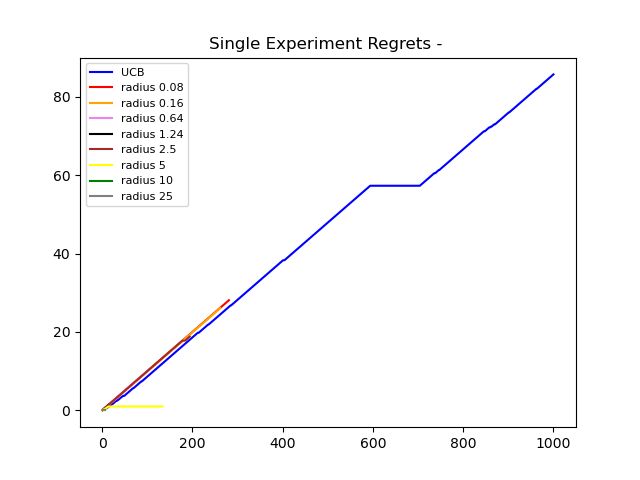 Single Experiment Regrets -
UCB
radius 0.08
radius 0.16
radius 0.64
radius 1.24
radius 2.5
radius 5
radius 10
radius 25
80
60
40
20
0
0 200 400 600 800 1000